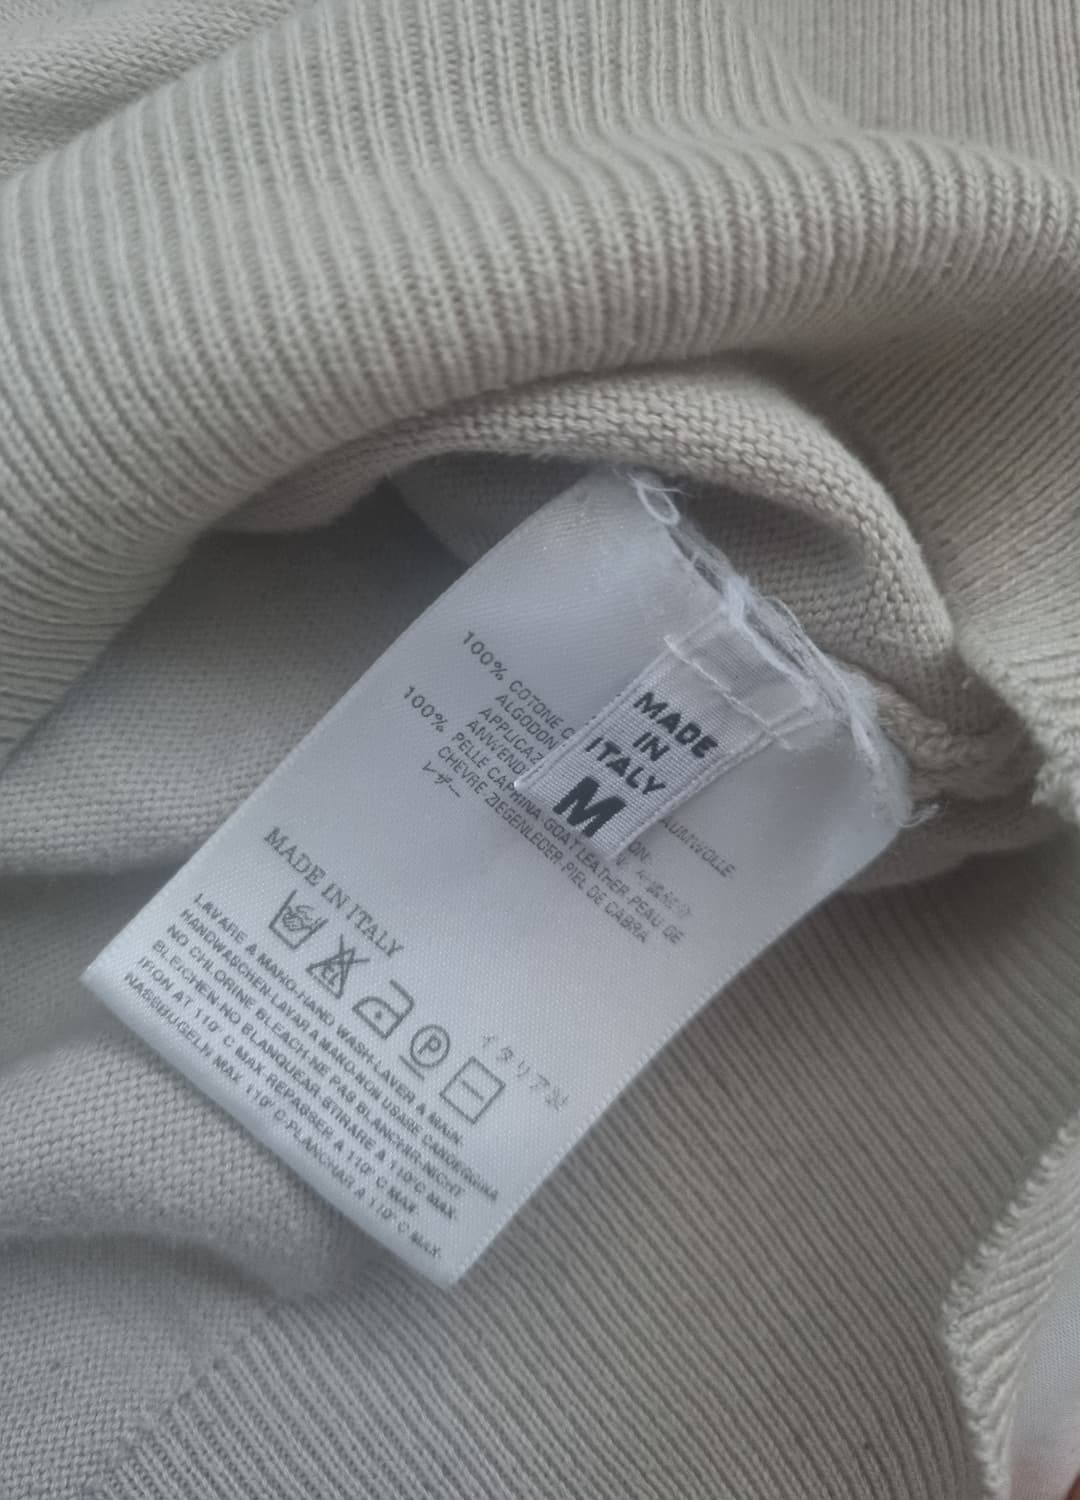 MADE
IN
ITALY
M
100% COTONE
ALGODON
UMWOLLE
APPLICAZ
ANWEND
100% PELLE CAPRINA GOAT LEATHER PEAU DE
CHÈVRE ZIEGENLEDER PIEL DE CABRA
レザー
MADE IN ITALY
イタリア製
P
LAVARE A MANO-HAND WASH-LAVER A MAIN-
HANDWASCHEN-LAVAR A MANO-NON USARE CANDEGGINA
NO CHLORINE BLEACH-NE PAS BLANCHIR-NICHT
BLEICHEN-NO BLANQUEAR-STIRARE A 110°C MAX-
IRON AT 110° C MAX REPASSER A 110° C MAX-
NASSBUGELN MAX 110° C-PLANCHAR A 110° C MAX-